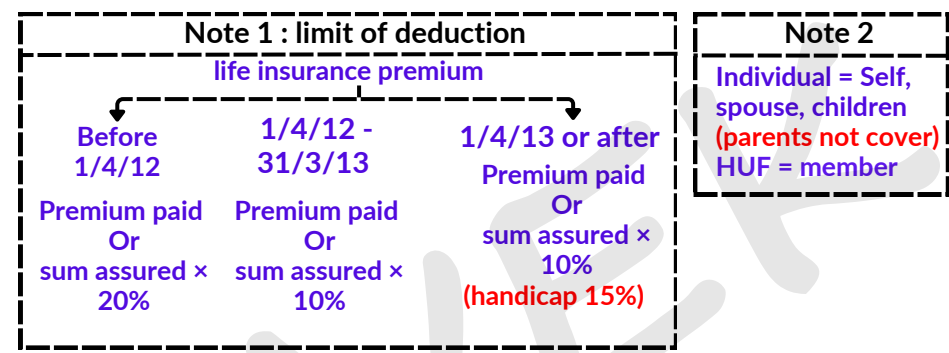 Note 1 : limit of deduction
life insurance premium
Before
1/4/12
Premium paid
Or
sum assured ×
20%
1/4/12 -
31/3/13
Premium paid
Or
sum assured ×
10%
1/4/13 or after
Premium paid
Or
sum assured ×
10%
(handicap 15%)
Note 2
Individual = Self,
spouse, children
(parents not cover)
HUF = member